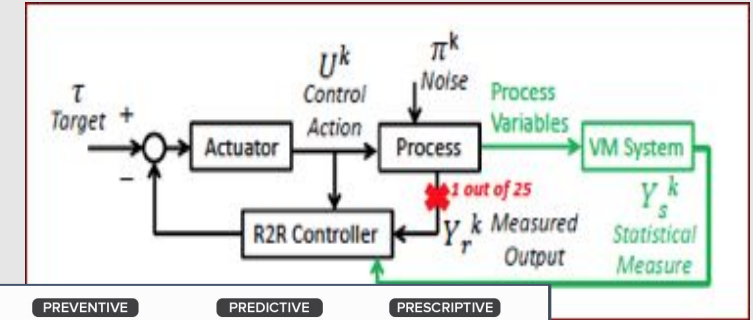 τ
Target
+
−
Actuator
U^k
Control
Action
π^k
Noise
Process
Process
Variables
VM System
1 out of 25
R2R Controller
Y_r^k Measured
Output
Y_s^k
Statistical
Measure
PREVENTIVE PREDICTIVE PRESCRIPTIVE